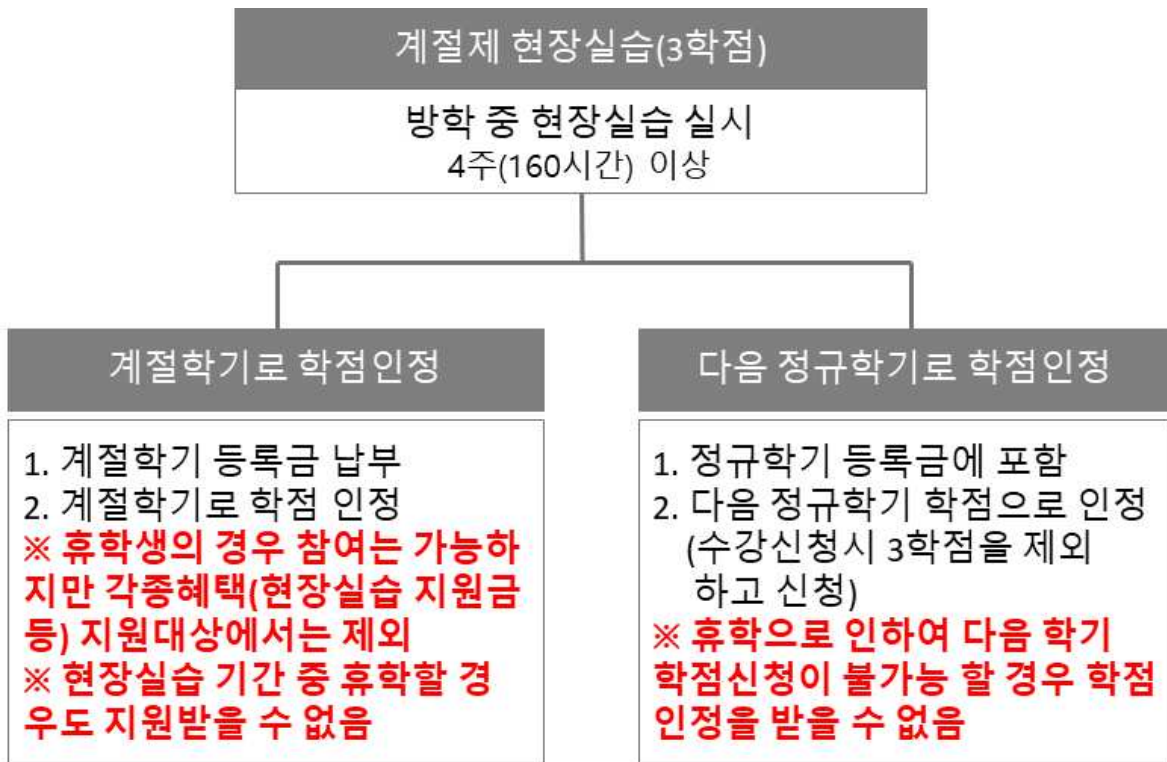 계절제 현장실습(3학점)
방학 중 현장실습 실시
4주(160시간) 이상
계절학기로 학점인정
1. 계절학기 등록금 납부
2. 계절학기로 학점 인정
※ 휴학생의 경우 참여는 가능하
지만 각종혜택(현장실습 지원금
등) 지원대상에서는 제외
※ 현장실습 기간 중 휴학할 경
우도 지원받을 수 없음
다음 정규학기로 학점인정
1. 정규학기 등록금에 포함
2. 다음 정규학기 학점으로 인정
(수강신청시 3학점을 제외
하고 신청)
※ 휴학으로 인하여 다음 학기
학점신청이 불가능 할 경우 학점
인정을 받을 수 없음